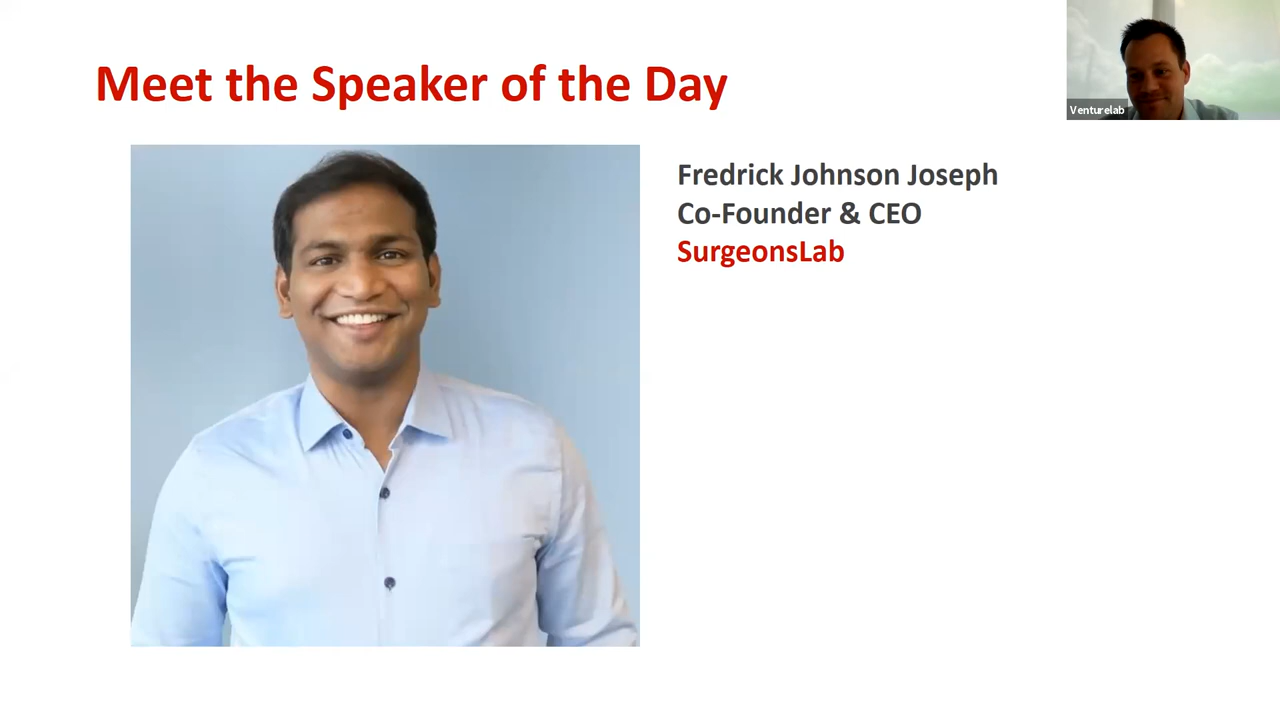 Meet the Speaker of the Day
Venturelab
Fredrick Johnson Joseph
Co-Founder & CEO
SurgeonsLab